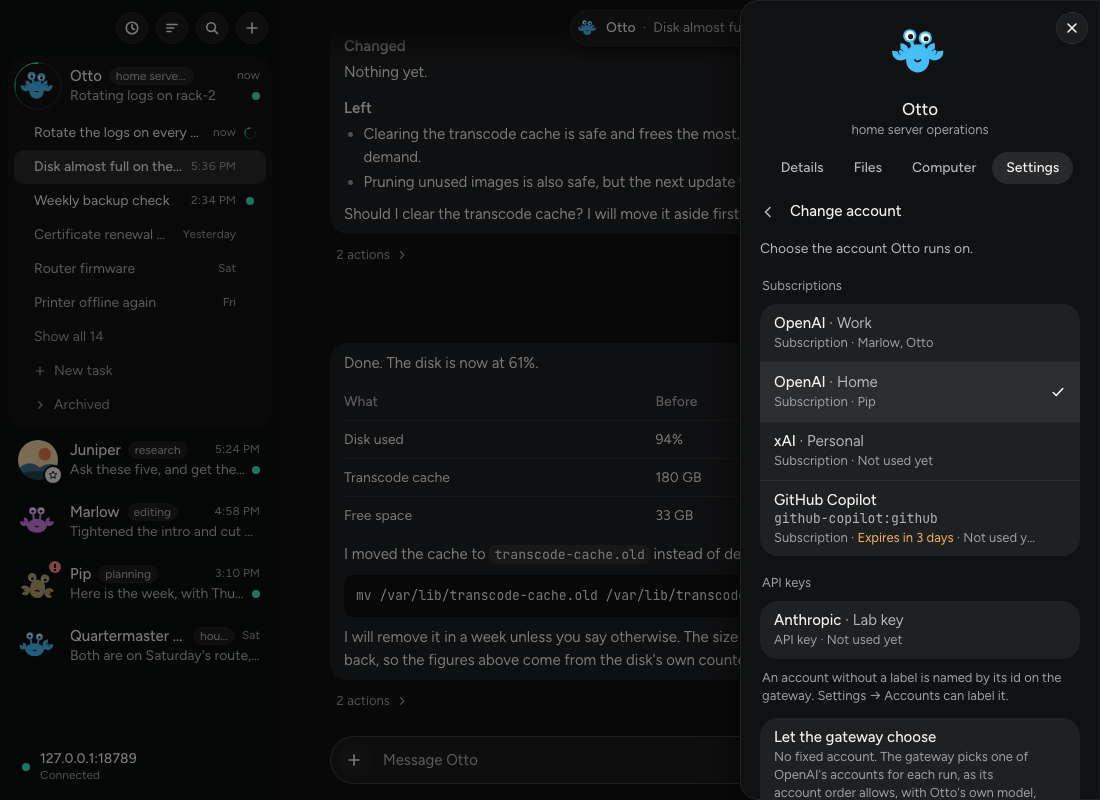 Otto home serve... now
Rotating logs on rack-2
Rotate the logs on every ... now
Disk almost full on the... 5:36 PM
Weekly backup check 2:34 PM
Certificate renewal ... Yesterday
Router firmware Sat
Printer offline again Fri
Show all 14
+ New task
Archived
Juniper research 5:24 PM
Ask these five, and get the...
Marlow editing 4:58 PM
Tightened the intro and cut ...
Pip planning 3:10 PM
Here is the week, with Thu...
Quartermaster ... hou... Sat
Both are on Saturday's route,...
127.0.0.1:18789
Connected
Otto · Disk almost fu
Changed
Nothing yet.
Left
• Clearing the transcode cache is safe and frees the most.
demand.
• Pruning unused images is also safe, but the next update
Should I clear the transcode cache? I will move it aside first
2 actions
Done. The disk is now at 61%.
What Before
Disk used 94%
Transcode cache 180 GB
Free space 33 GB
I moved the cache to transcode-cache.old instead of de
mv /var/lib/transcode-cache.old /var/lib/transcod
I will remove it in a week unless you say otherwise. The size
back, so the figures above come from the disk's own counte
2 actions
Message Otto
Otto
home server operations
Details Files Computer Settings
Change account
Choose the account Otto runs on.
Subscriptions
OpenAI · Work
Subscription · Marlow, Otto
OpenAI · Home
Subscription · Pip
xAI · Personal
Subscription · Not used yet
GitHub Copilot
github-copilot:github
Subscription · Expires in 3 days · Not used y...
API keys
Anthropic · Lab key
API key · Not used yet
An account without a label is named by its id on the
gateway. Settings → Accounts can label it.
Let the gateway choose
No fixed account. The gateway picks one of
OpenAI's accounts for each run, as its
account order allows, with Otto's own model,